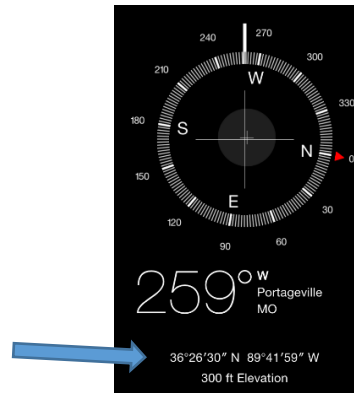 240
270
210
W
300
330
180
S
N
0
150
E
30
120
90
60
259° W
Portageville
MO
36°26'30" N 89°41'59" W
300 ft Elevation